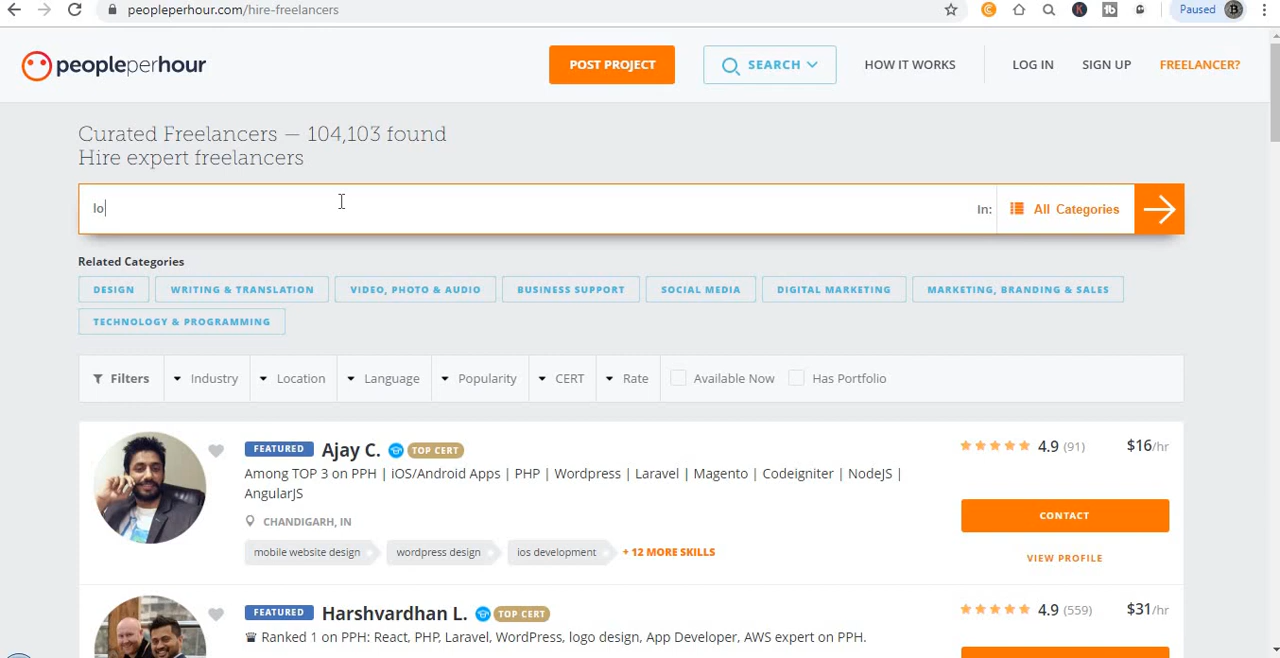 peopleperhour.com/hire-freelancers
Paused
peopleperhour
POST PROJECT
SEARCH
HOW IT WORKS
LOG IN
SIGN UP
FREELANCER?
Curated Freelancers — 104,103 found
Hire expert freelancers
lo
In:
All Categories
Related Categories
DESIGN
WRITING & TRANSLATION
VIDEO, PHOTO & AUDIO
BUSINESS SUPPORT
SOCIAL MEDIA
DIGITAL MARKETING
MARKETING, BRANDING & SALES
TECHNOLOGY & PROGRAMMING
Filters
Industry
Location
Language
Popularity
CERT
Rate
Available Now
Has Portfolio
FEATURED
Ajay C.
TOP CERT
4.9 (91)
$16/hr
Among TOP 3 on PPH | iOS/Android Apps | PHP | Wordpress | Laravel | Magento | Codeigniter | NodeJS |
AngularJS
CHANDIGARH, IN
CONTACT
mobile website design
wordpress design
ios development
+ 12 MORE SKILLS
VIEW PROFILE
FEATURED
Harshvardhan L.
TOP CERT
4.9 (559)
$31/hr
Ranked 1 on PPH: React, PHP, Laravel, WordPress, logo design, App Developer, AWS expert on PPH.